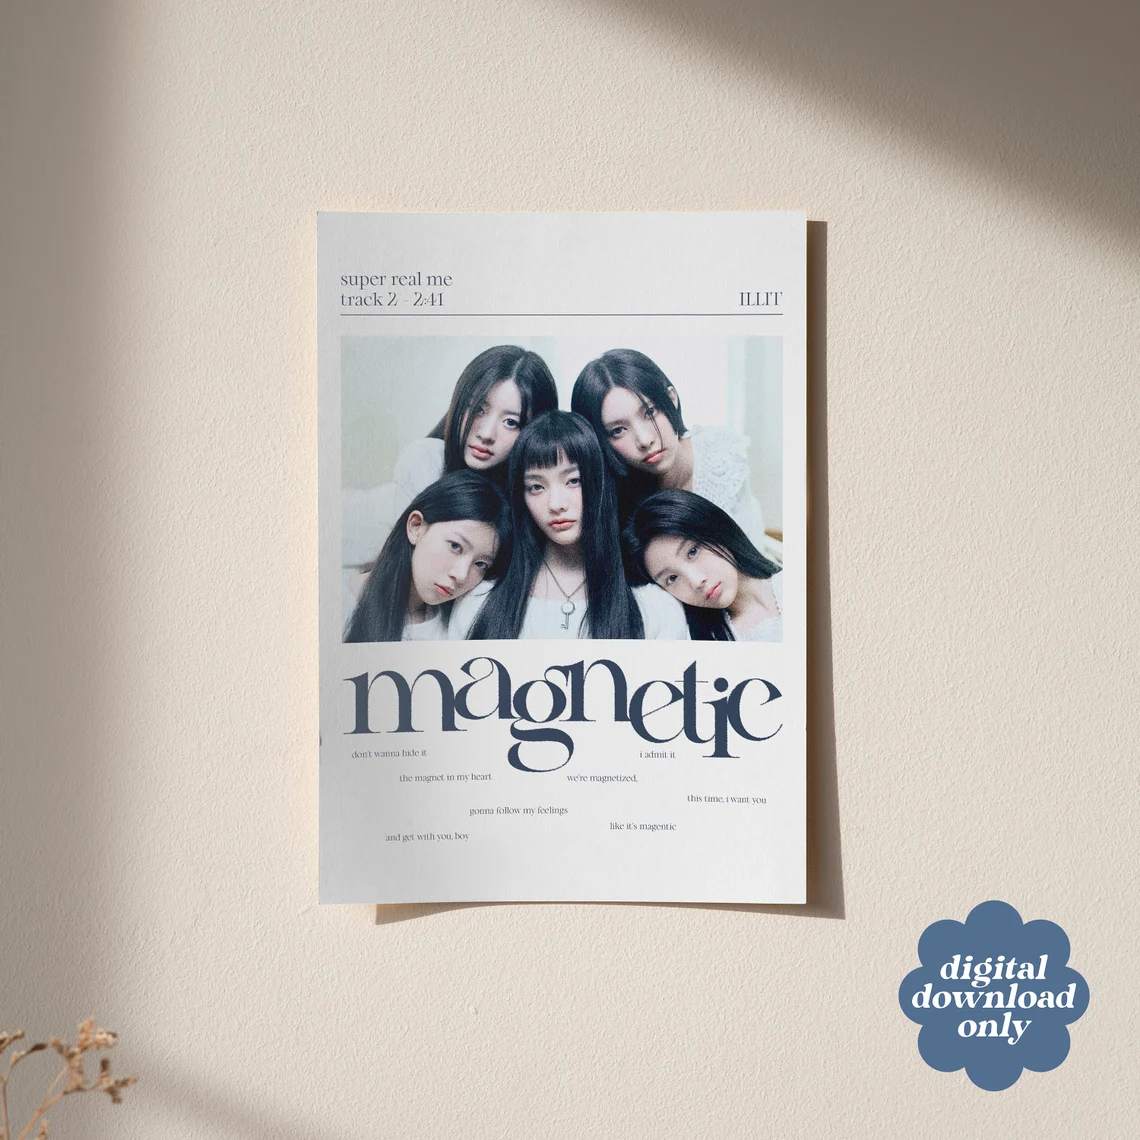 super real me
track 2 - 2:41
ILLIT
magnetic
don't wanna hide it
i admit it
the magnet in my heart
we're magnetized,
this time, i want you
gonna follow my feelings
like it's magentic
and get with you, boy
digital
download
only